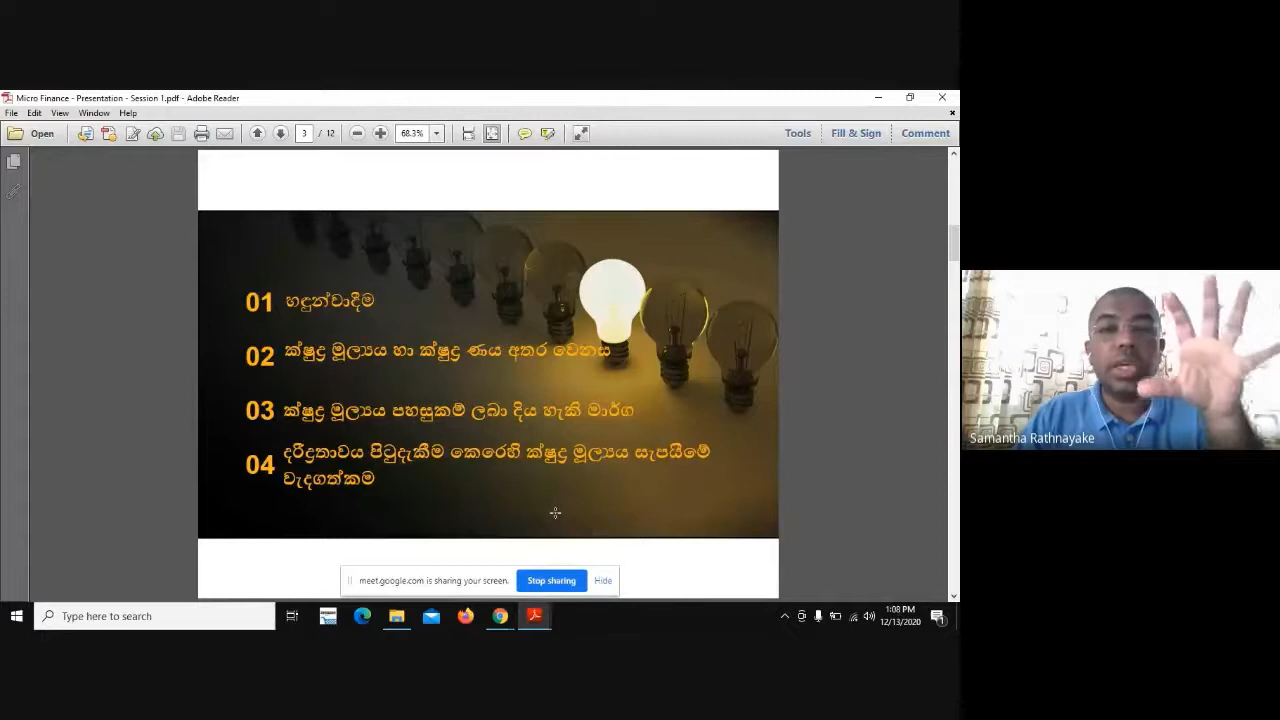 Micro Finance - Presentation - Session 1.pdf - Adobe Reader
File Edit View Window Help
Open 3 / 12 68.3% Tools Fill & Sign Comment
01 හඳුන්වාදීම
02 ක්ෂුද්‍ර මූල්‍යය හා ක්ෂුද්‍ර ණය අතර වෙනස
03 ක්ෂුද්‍ර මූල්‍යය පහසුකම් ලබා දිය හැකි මාර්ග
04 දරිද්‍රතාවය පිටුදැකීම කෙරෙහි ක්ෂුද්‍ර මූල්‍යය සැපයීමේ
වැදගත්කම
Samantha Rathnayake
meet.google.com is sharing your screen. Stop sharing Hide
Type here to search
1:08 PM
12/13/2020
1